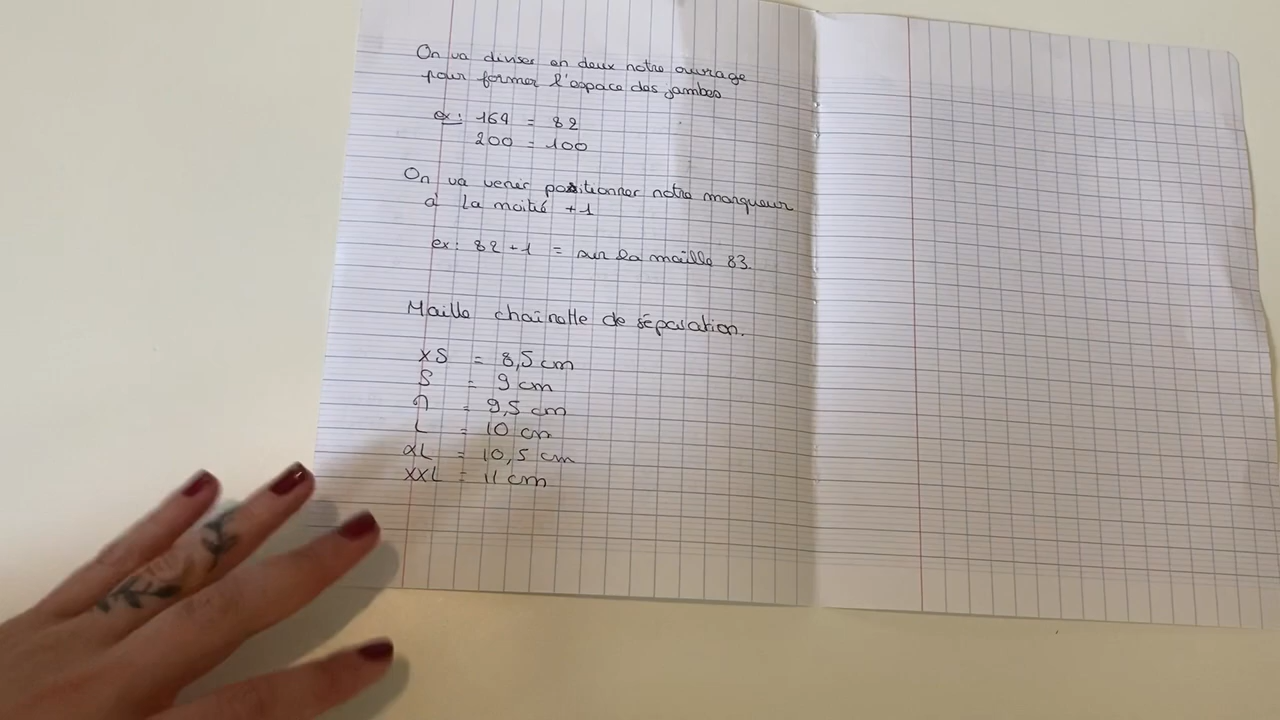 On va diviser en deux notre ouvrage
pour former l'espace des jambes
ex: 164 = 82
200 = 100
On va venir positionner notre marqueur
à la moitié +1
ex: 82 + 1 = sur la maille 83.
Maille chaînette de séparation.
XS = 8,5 cm
S = 9 cm
M = 9,5 cm
L = 10 cm
XL = 10,5 cm
XXL = 11 cm